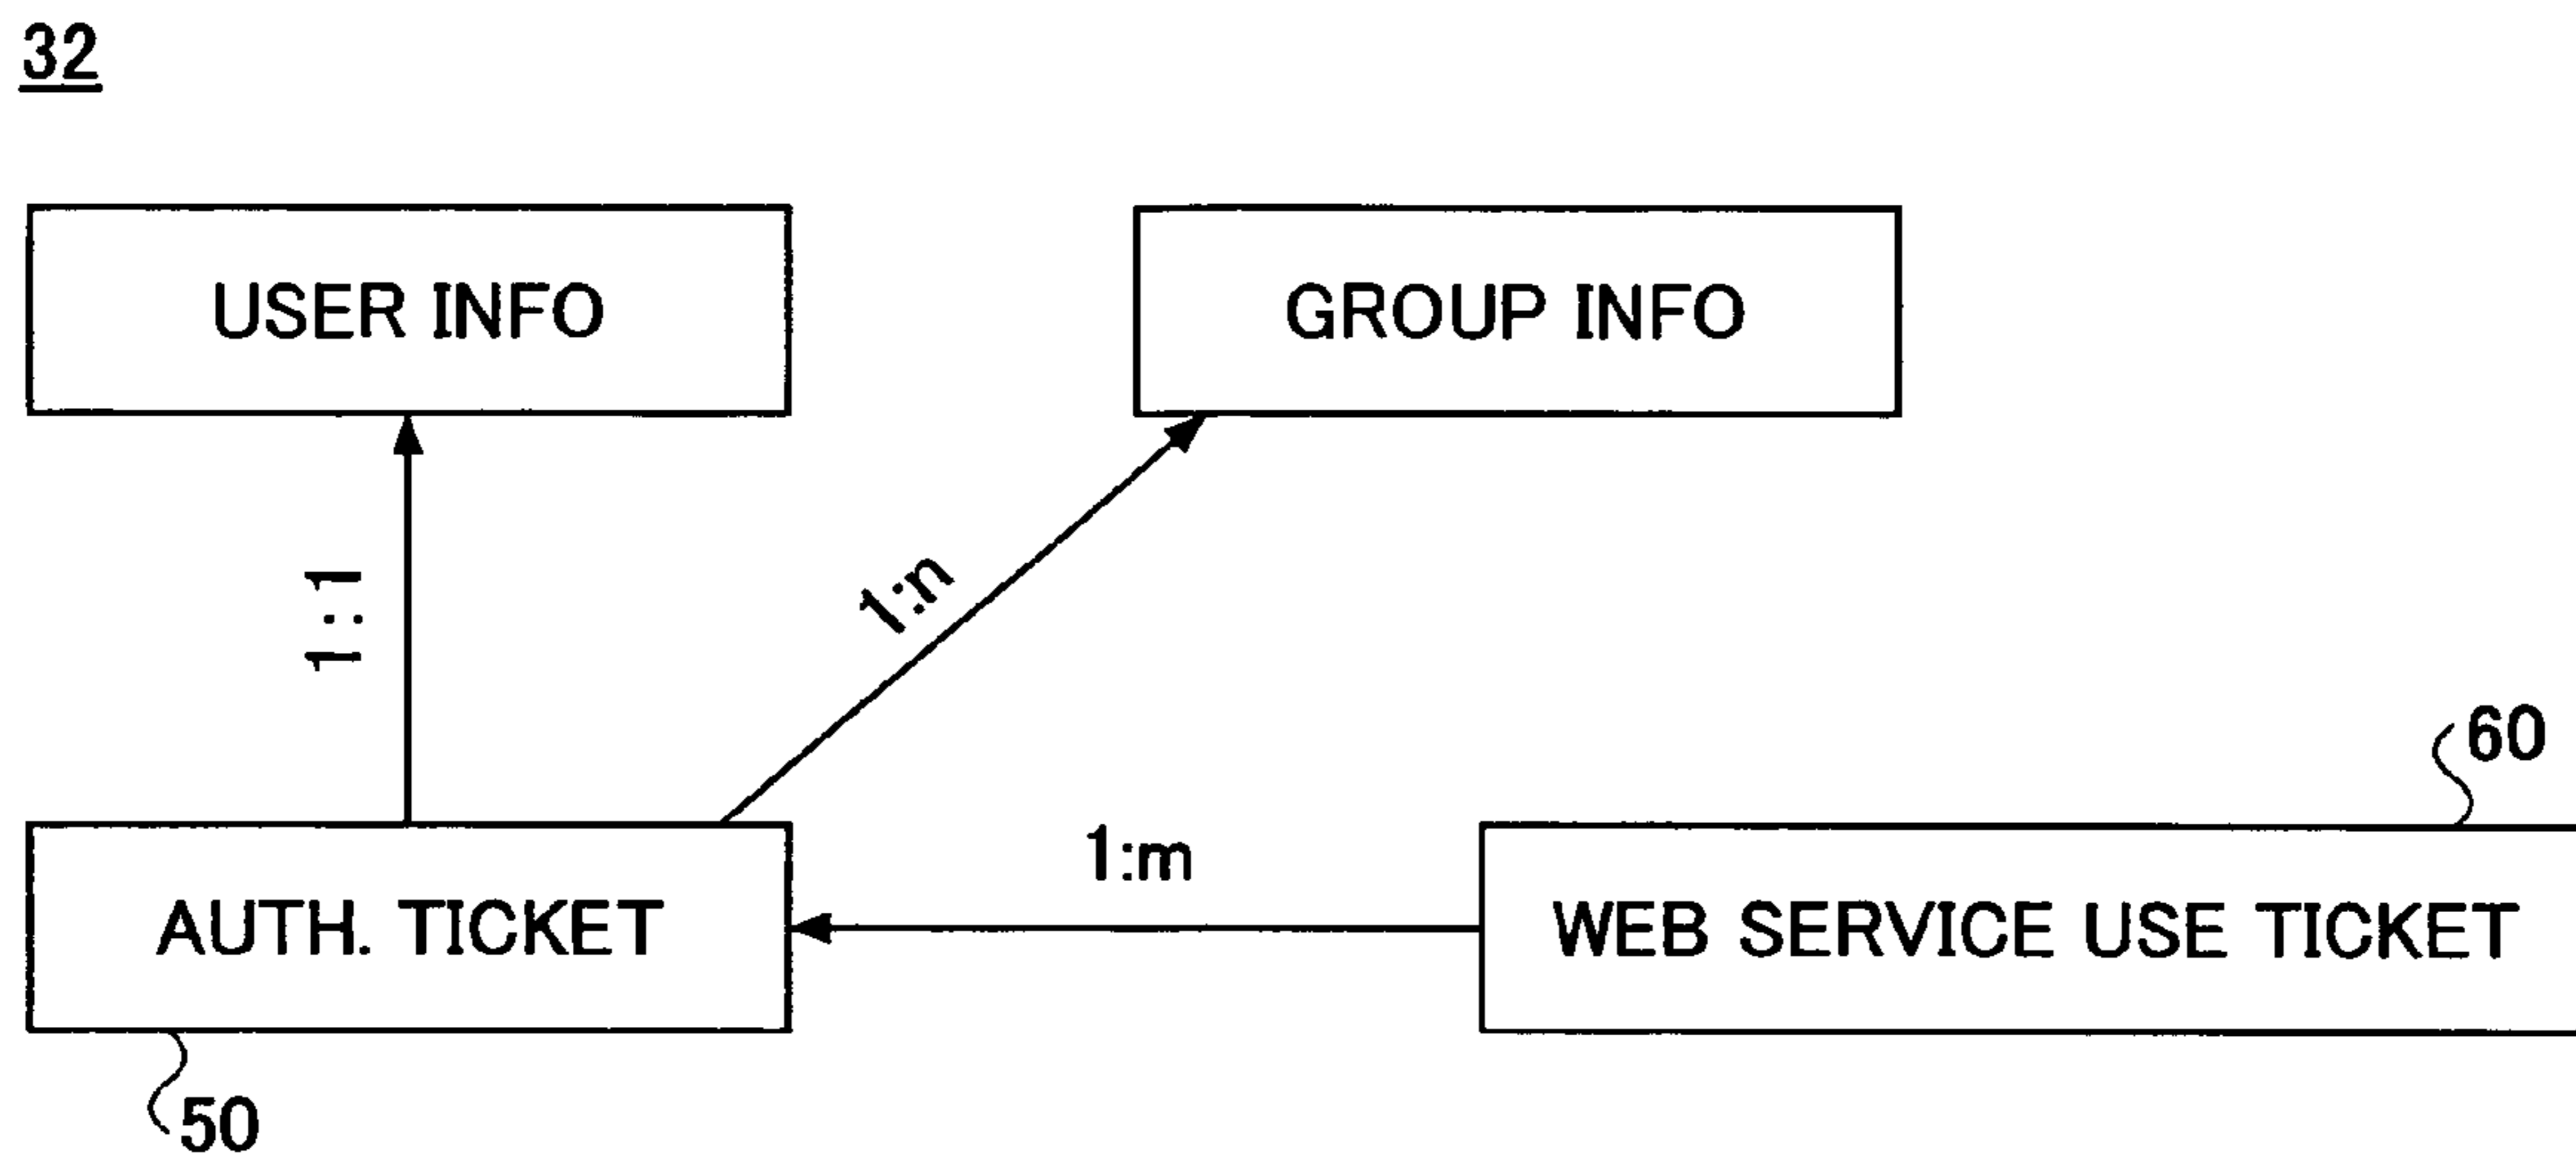 32
USER INFO
GROUP INFO
1:1
1:n
60
1:m
AUTH. TICKET
WEB SERVICE USE TICKET
50